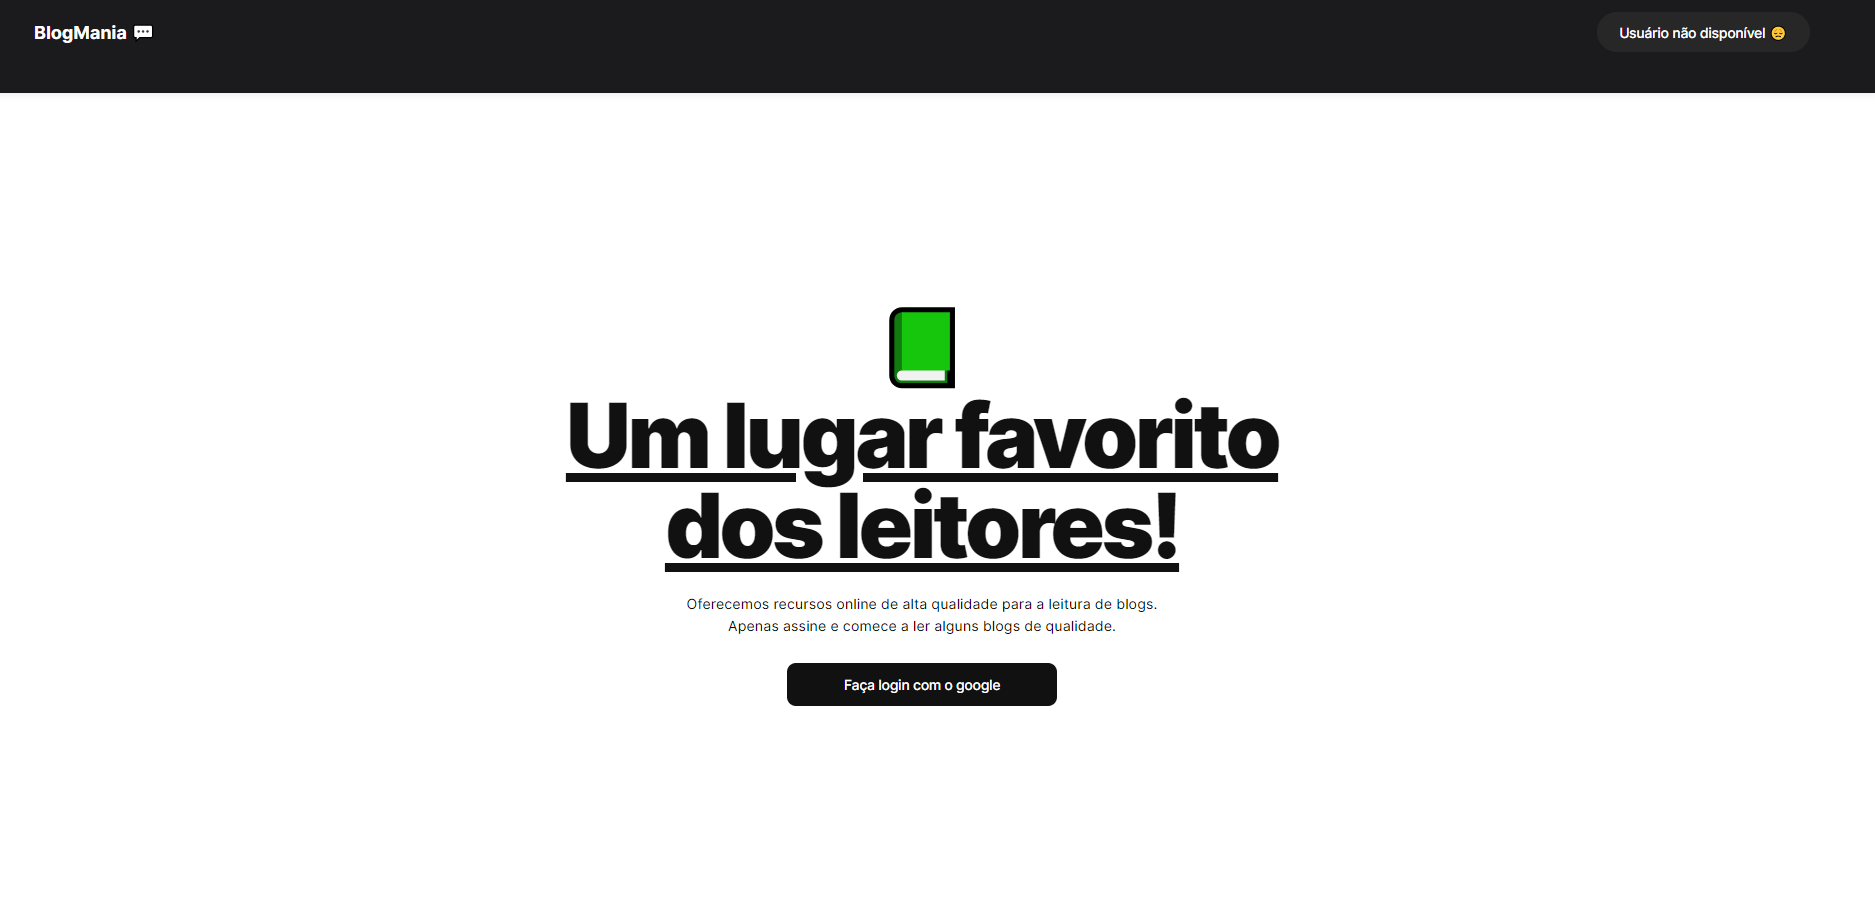 BlogMania 💬
Usuário não disponível 😞
Um lugar favorito
dos leitores!
Oferecemos recursos online de alta qualidade para a leitura de blogs.
Apenas assine e comece a ler alguns blogs de qualidade.
Faça login com o google